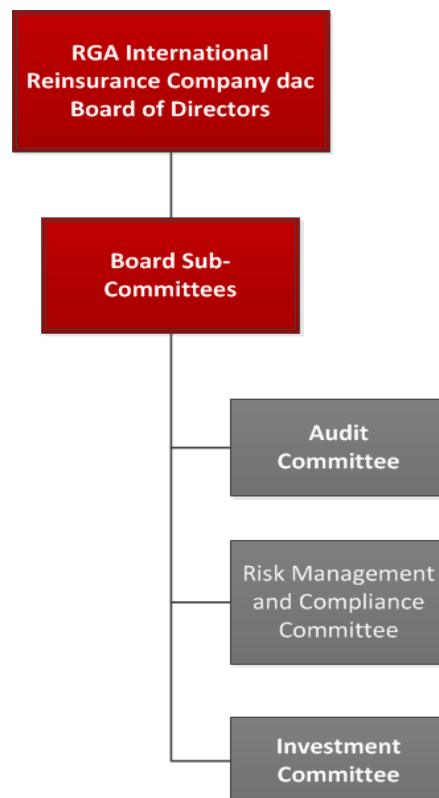 RGA International
Reinsurance Company dac
Board of Directors
Board Sub-
Committees
Audit
Committee
Risk Management
and Compliance
Committee
Investment
Committee